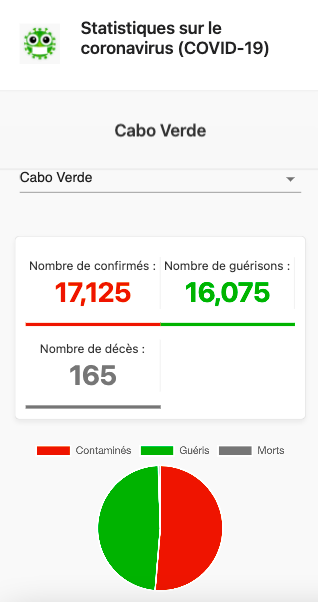 Statistiques sur le
coronavirus (COVID-19)
Cabo Verde
Cabo Verde
Nombre de confirmés :
17,125
Nombre de guérisons :
16,075
Nombre de décès :
165
Contaminés Guéris Morts